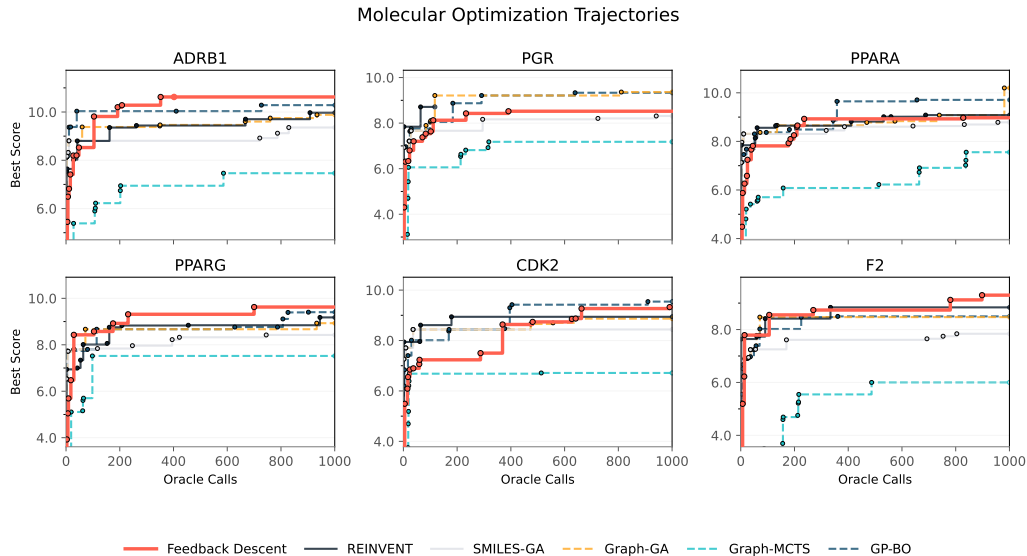 Molecular Optimization Trajectories
ADRB1
PGR
PPARA
Best Score
10.0
8.0
6.0
10.0
8.0
6.0
4.0
10.0
8.0
6.0
4.0
PPARG
CDK2
F2
Best Score
10.0
8.0
6.0
4.0
10.0
8.0
6.0
4.0
8.0
6.0
4.0
0 200 400 600 800 1000
0 200 400 600 800 1000
0 200 400 600 800 1000
Oracle Calls
Oracle Calls
Oracle Calls
Feedback Descent REINVENT SMILES-GA Graph-GA Graph-MCTS GP-BO